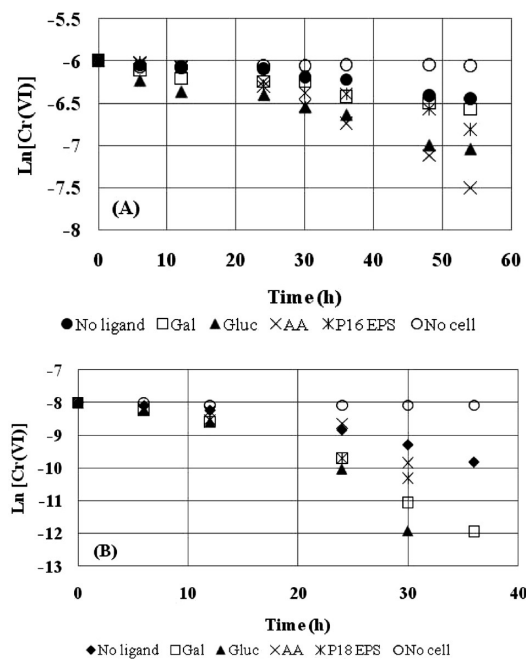 -5.5
-6
-6.5
-7
-7.5
-8
Ln[Cr(VI)]
(A)
0 10 20 30 40 50 60
Time (h)
No ligand Gal Gluc AA P16 EPS No cell
-7
-8
-9
-10
-11
-12
-13
Ln [Cr(VI)]
(B)
0 10 20 30 40
Time (h)
No ligand Gal Gluc AA P18 EPS No cell